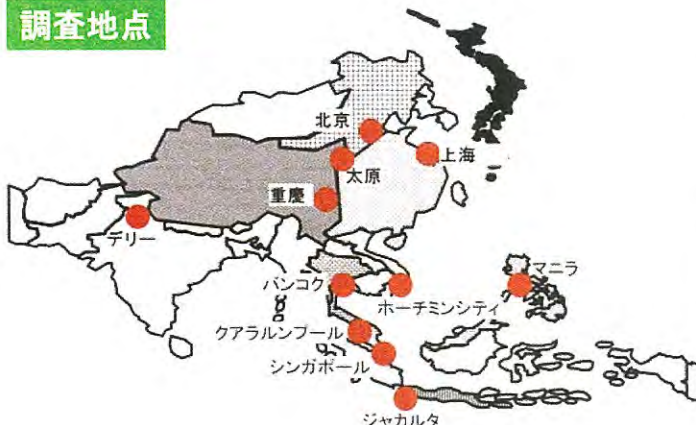 調査地点
北京
上海
太原
重慶
デリー
バンコク
マニラ
ホーチミンシティ
クアラルンプール
シンガポール
ジャカルタ